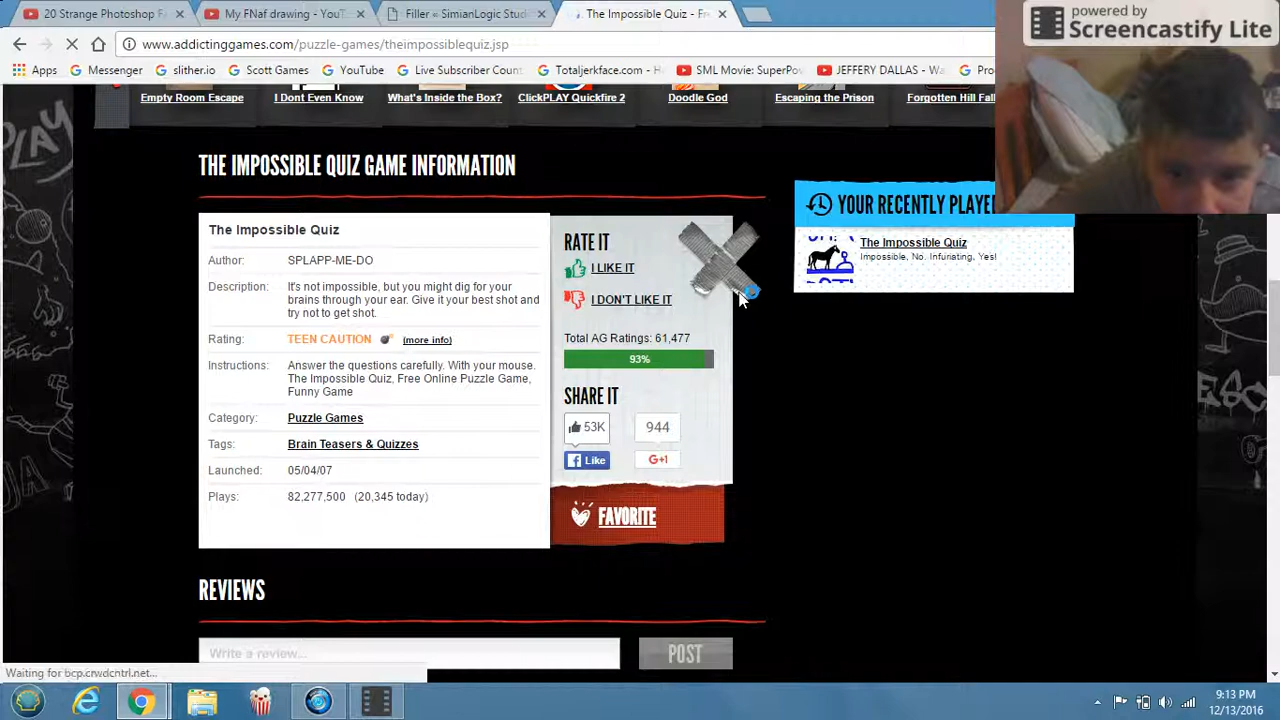 powered by
Screencastify Lite
20 Strange Photoshop F
My FNaf drawing - YouT
Filler « SimianLogic Stud
The Impossible Quiz - Fr
www.addictinggames.com/puzzle-games/theimpossiblequiz.jsp
Apps Messenger slither.io Scott Games YouTube Live Subscriber Count Totaljerkface.com - H SML Movie: SuperPow JEFFERY DALLAS - Wa Pro
PLAY
Empty Room Escape I Dont Even Know What's Inside the Box? ClickPLAY Quickfire 2 Doodle God Escaping the Prison Forgotten Hill Fall
THE IMPOSSIBLE QUIZ GAME INFORMATION
The Impossible Quiz
Author: SPLAPP-ME-DO
Description: It's not impossible, but you might dig for your
brains through your ear. Give it your best shot and
try not to get shot.
Rating: TEEN CAUTION (more info)
Instructions: Answer the questions carefully. With your mouse.
The Impossible Quiz, Free Online Puzzle Game,
Funny Game
Category: Puzzle Games
Tags: Brain Teasers & Quizzes
Launched: 05/04/07
Plays: 82,277,500 (20,345 today)
RATE IT
I LIKE IT
I DON'T LIKE IT
Total AG Ratings: 61,477
93%
SHARE IT
53K 944
Like G+1
FAVORITE
YOUR RECENTLY PLAYE
The Impossible Quiz
Impossible, No. Infuriating, Yes!
REVIEWS
Write a review...
POST
Waiting for bcp.crwdcntrl.net...
9:13 PM
12/13/2016